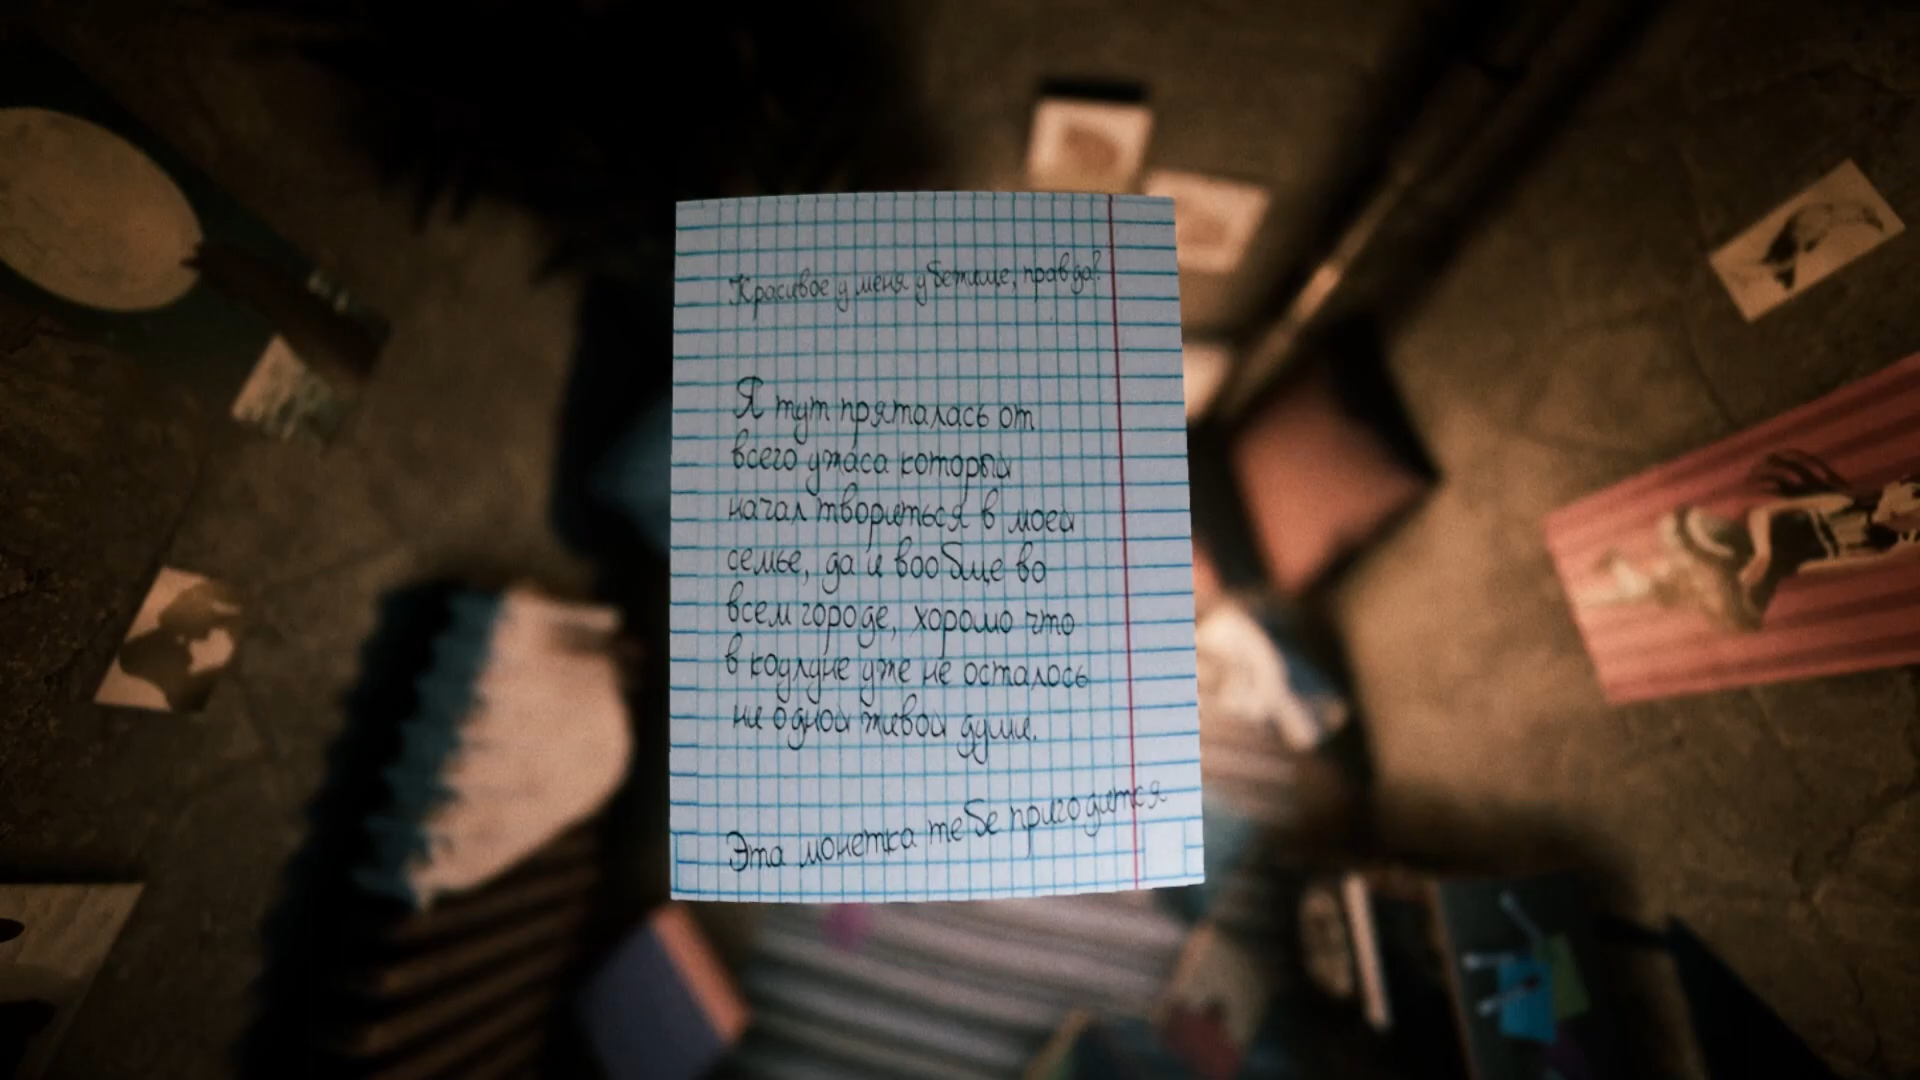 Красивое у меня убежище, правда?
Я тут пряталась от
всего ужаса который
начал твориться в моей
семье, да и вообще во
всем городе, хорошо что
в коулуне уже не осталось
ни одной живой души.
Эта монетка тебе пригодится